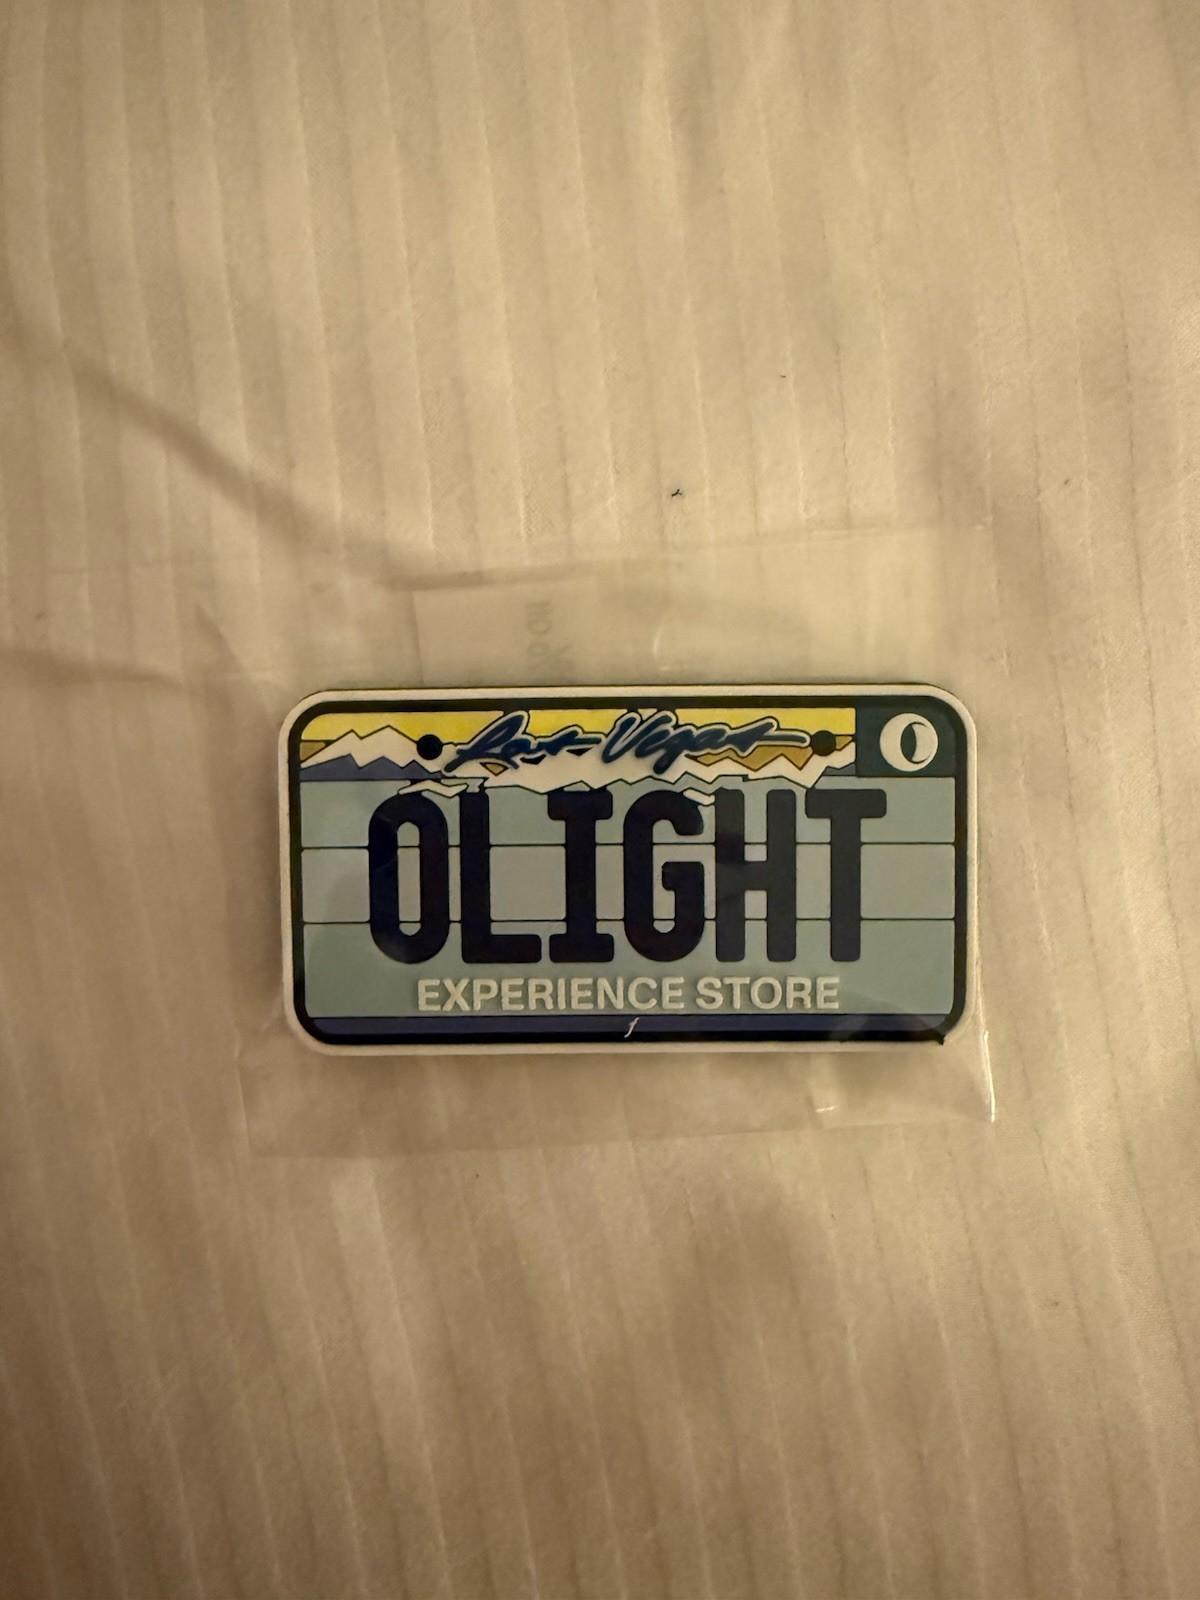 Las Vegas
OLIGHT
EXPERIENCE STORE